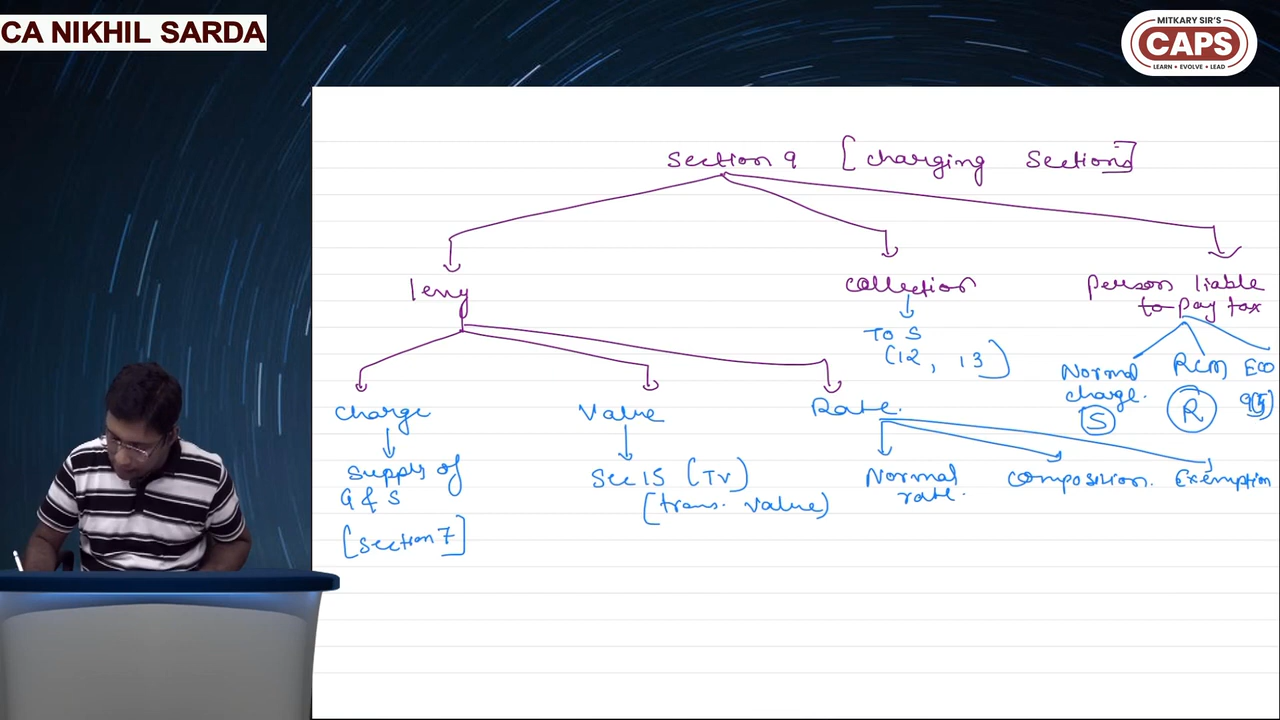 CA NIKHIL SARDA
MITKARY SIR'S
CAPS
LEARN • EVOLVE • LEAD
Section 9 [charging Sections]
levy
collection
person liable
to pay tax
To S
(12, 13)
Normal
charge.
S
RCM
R
ECO
9(5)
charge
value
Rate.
supply of
G & S
[Section 7]
Sec 15 (TV)
[trans. value)
Normal
rate.
composition.
Exemption